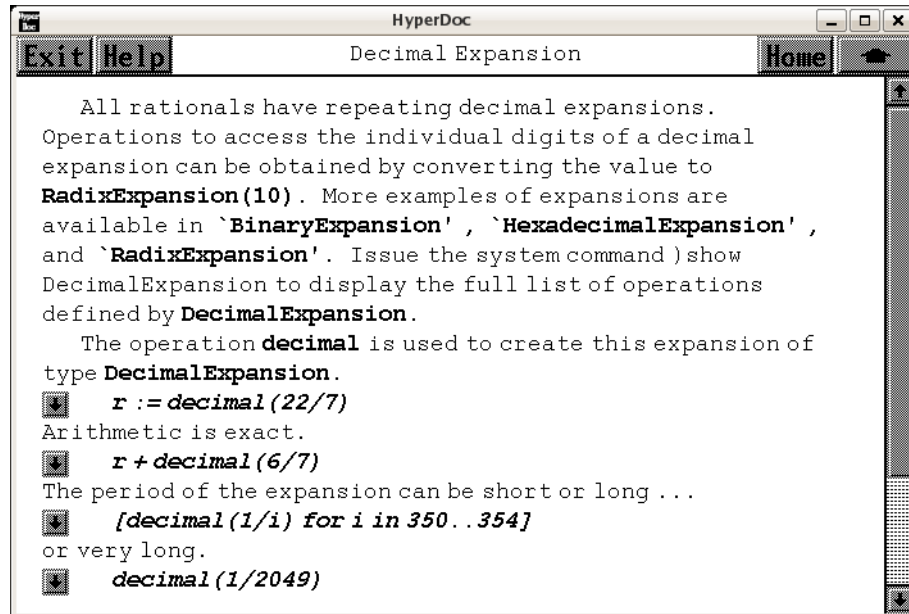 Hyper Doc
HyperDoc
Exit Help Decimal Expansion Home
All rationals have repeating decimal expansions.
Operations to access the individual digits of a decimal
expansion can be obtained by converting the value to
RadixExpansion(10). More examples of expansions are
available in `BinaryExpansion' , `HexadecimalExpansion' ,
and `RadixExpansion'. Issue the system command )show
DecimalExpansion to display the full list of operations
defined by DecimalExpansion.
The operation decimal is used to create this expansion of
type DecimalExpansion.
r := decimal(22/7)
Arithmetic is exact.
r + decimal(6/7)
The period of the expansion can be short or long ...
[decimal(1/i) for i in 350..354]
or very long.
decimal(1/2049)